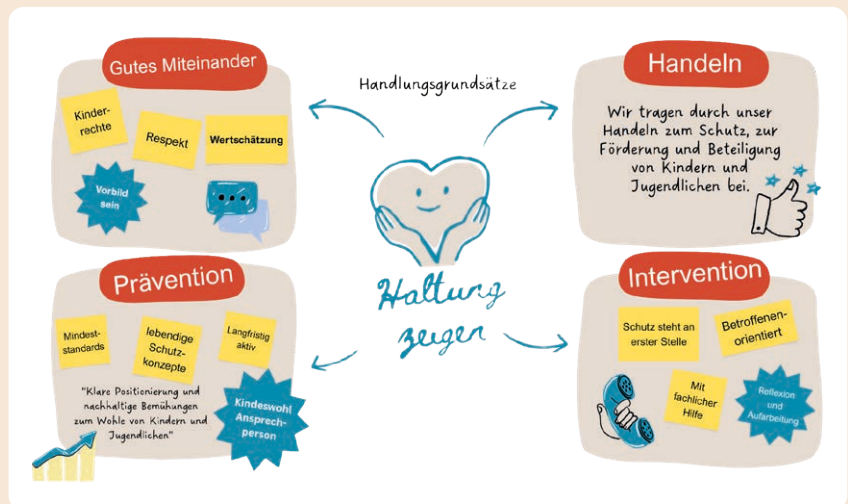 Gutes Miteinander
Kinder-
rechte
Respekt
Wertschätzung
Vorbild
sein
Handlungsgrundsätze
Handeln
Wir tragen durch unser
Handeln zum Schutz, zur
Förderung und Beteiligung
von Kindern und
Jugendlichen bei.
Haltung
zeigen
Prävention
Mindest-
standards
lebendige
Schutz-
konzepte
Langfristig
aktiv
"Klare Positionierung und
nachhaltige Bemühungen
zum Wohle von Kindern und
Jugendlichen"
Kindeswohl
Ansprech-
person
Intervention
Schutz steht an
erster Stelle
Betroffenen-
orientiert
Mit
fachlicher
Hilfe
Reflexion
und
Aufarbeitung